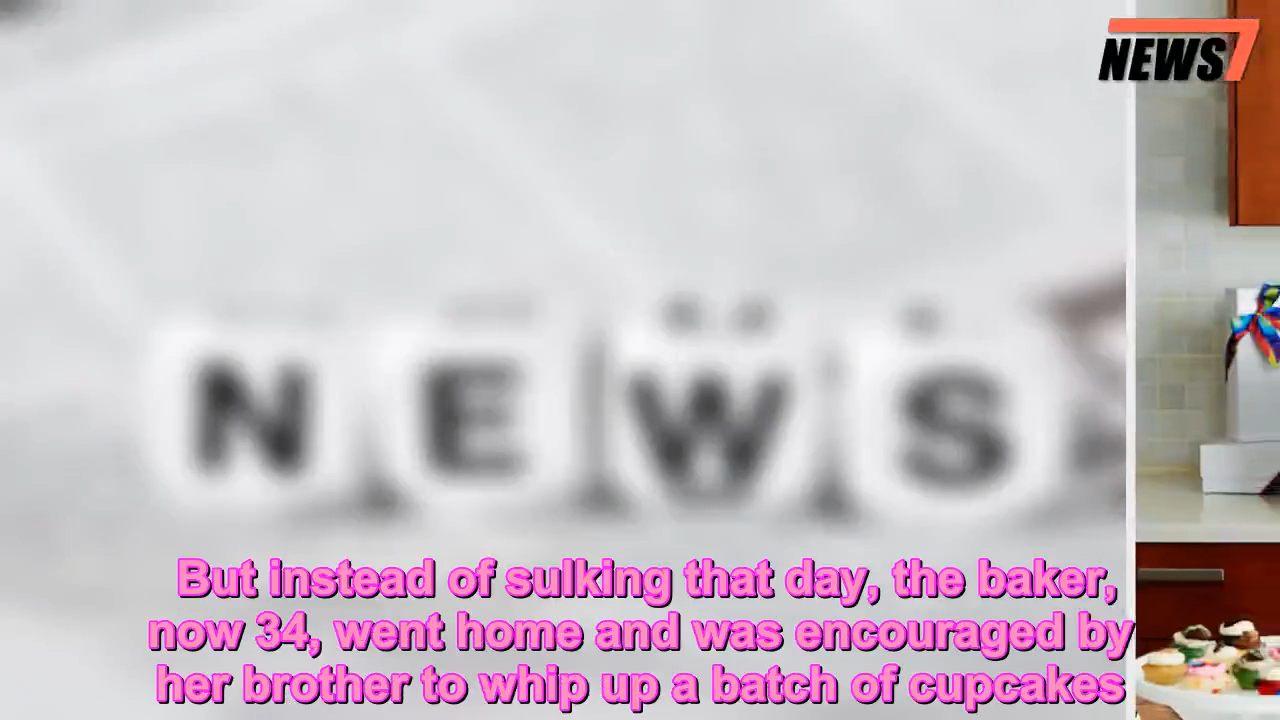 NEWS7
NEWS
But instead of sulking that day, the baker,
now 34, went home and was encouraged by
her brother to whip up a batch of cupcakes